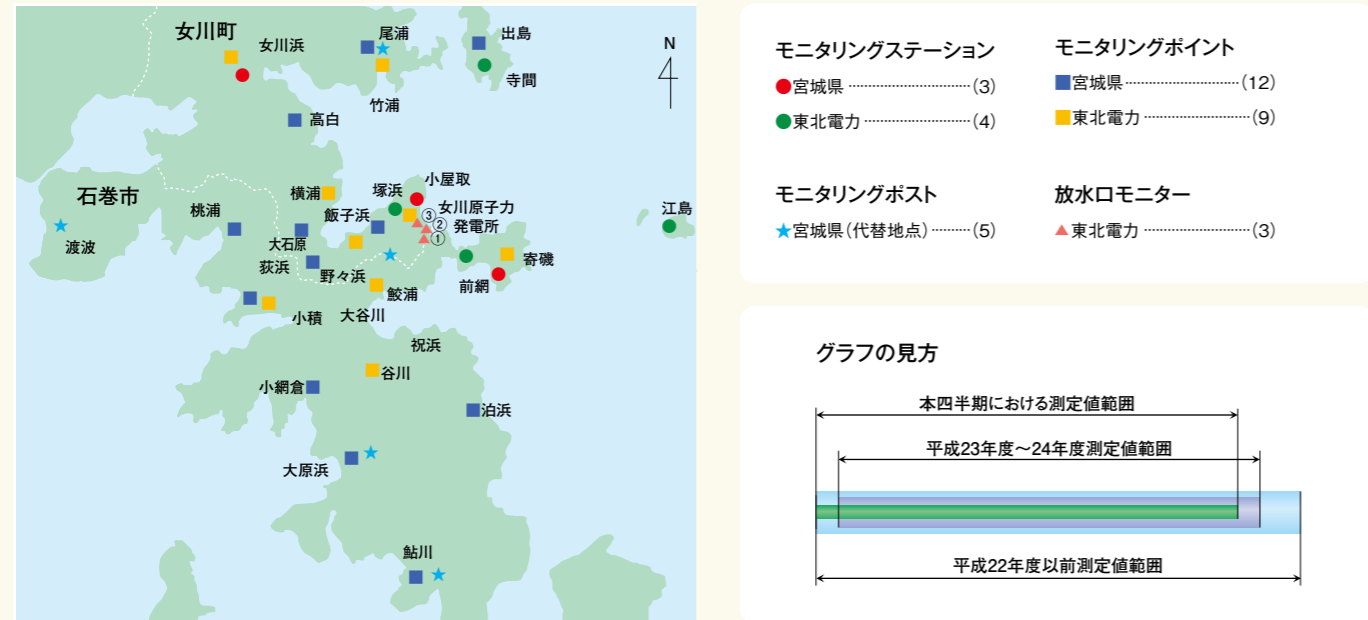 女川町
女川浜
尾浦
出島
寺間
竹浦
高白
N
石巻市
渡波
桃浦
横浦
大石原
飯子浜
塚浜
小屋取
女川原子力
発電所
③
②
①
江島
荻浜
野々浜
鮫浦
前網
寄磯
小積
大谷川
祝浜
谷川
小網倉
泊浜
大原浜
鮎川
モニタリングステーション
●宮城県 ……………………(3)
●東北電力 …………………(4)
モニタリングポイント
■宮城県 ……………………(12)
■東北電力 …………………(9)
モニタリングポスト
★宮城県(代替地点) ………(5)
放水口モニター
▲東北電力 …………………(3)
グラフの見方
本四半期における測定値範囲
平成23年度〜24年度測定値範囲
平成22年度以前測定値範囲